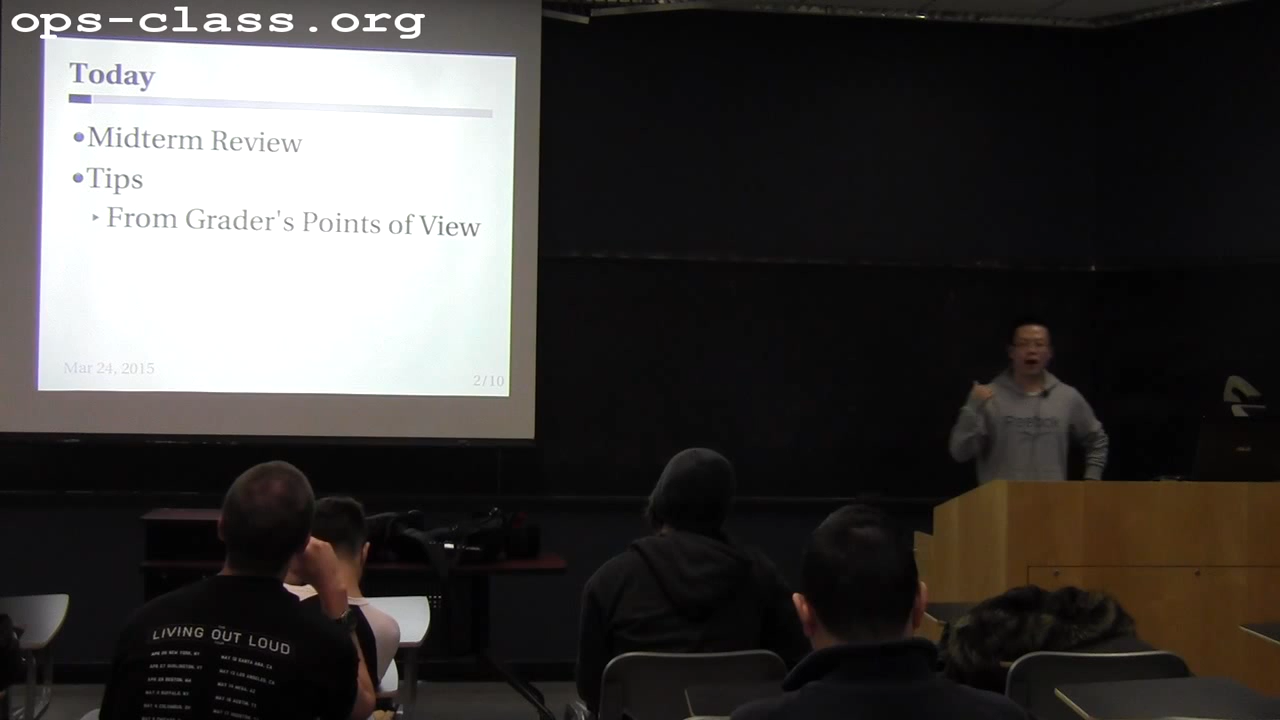 ops-class.org
Today
Midterm Review
Tips
From Grader's Points of View
Mar 24, 2015
2/10
Reebok
LIVING OUT LOUD